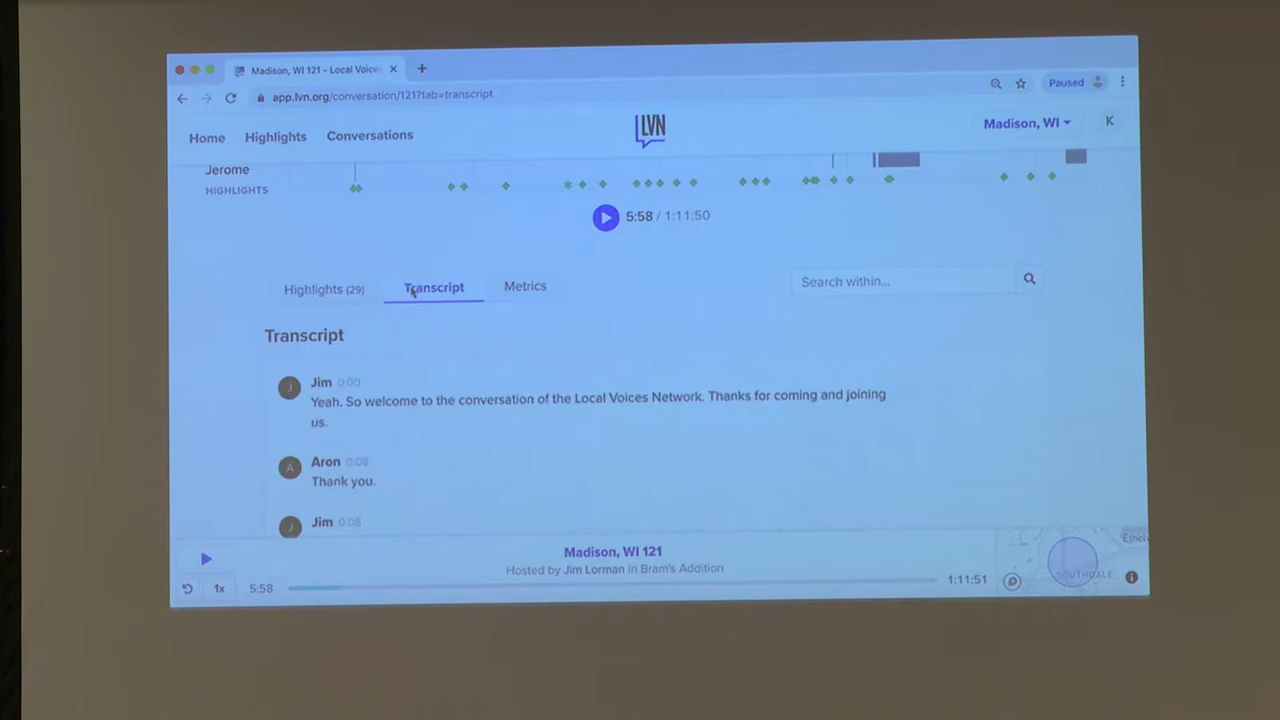 Madison, WI 121 - Local Voices
app.lvn.org/conversation/121?tab=transcript
Paused
Home
Highlights
Conversations
LVN
Madison, WI
K
Jerome
HIGHLIGHTS
5:58 / 1:11:50
Highlights (29)
Transcript
Metrics
Search within...
Transcript
J
Jim 0:00
Yeah. So welcome to the conversation of the Local Voices Network. Thanks for coming and joining
us.
A
Aron 0:08
Thank you.
J
Jim 0:08
Madison, WI 121
Hosted by Jim Lorman in Bram's Addition
1x
5:58
1:11:51
SOUTHDALE